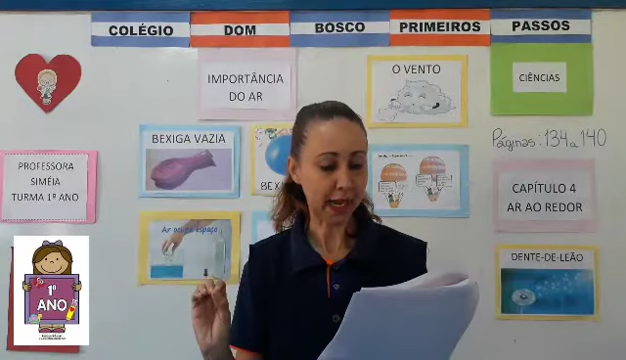 COLÉGIO DOM BOSCO PRIMEIROS PASSOS
IMPORTÂNCIA
DO AR
O VENTO
CIÊNCIAS
Páginas: 134 a 140
BEXIGA VAZIA
BEX
PROFESSORA
SIMÉIA
TURMA 1º ANO
CAPÍTULO 4
AR AO REDOR
Ar ocupa espaço
DENTE-DE-LEÃO
1º
ANO